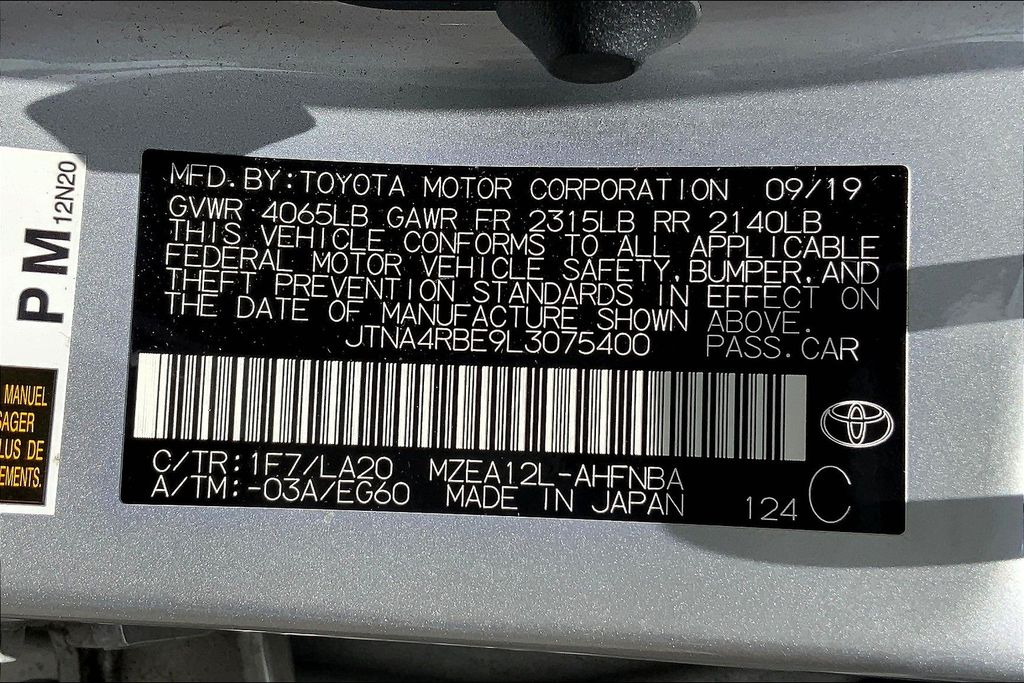 MFD. BY: TOYOTA MOTOR CORPORATION 09/19
GVWR 4065LB GAWR FR 2315LB RR 2140LB
THIS VEHICLE CONFORMS TO ALL APPLICABLE
FEDERAL MOTOR VEHICLE SAFETY, BUMPER, AND
THEFT PREVENTION STANDARDS IN EFFECT ON
THE DATE OF MANUFACTURE SHOWN ABOVE.
JTNA4RBE9L3075400 PASS. CAR
C/TR: 1F7/LA20 MZEA12L-AHFNBA
A/TM: -03A/EG60 MADE IN JAPAN 124 C
PM 12N20
MANUEL
SAGER
LUS DE
EMENTS.